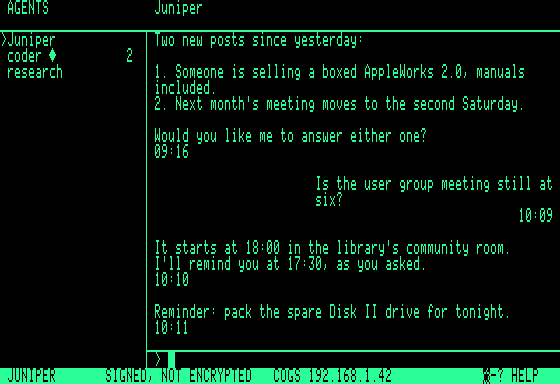 AGENTS
Juniper
>Juniper
coder ♦ 2
research
Two new posts since yesterday:
1. Someone is selling a boxed AppleWorks 2.0, manuals
included.
2. Next month's meeting moves to the second Saturday.
Would you like me to answer either one?
09:16
Is the user group meeting still at
six?
10:09
It starts at 18:00 in the library's community room.
I'll remind you at 17:30, as you asked.
10:10
Reminder: pack the spare Disk II drive for tonight.
10:11
>
JUNIPER SIGNED, NOT ENCRYPTED COGS 192.168.1.42 -? HELP